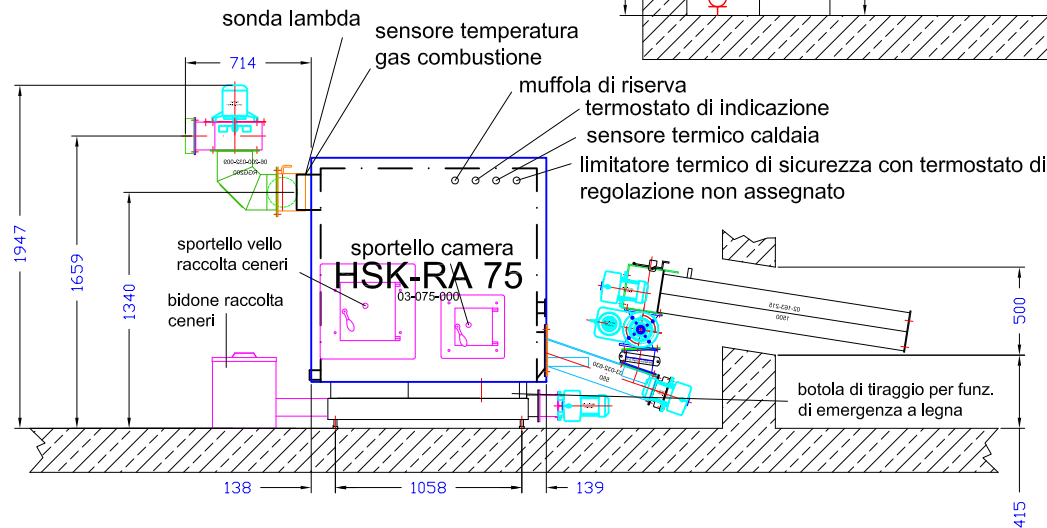 sonda lambda
sensore temperatura
gas combustione
714
muffola di riserva
termostato di indicazione
sensore termico caldaia
limitatore termico di sicurezza con termostato di
regolazione non assegnato
1947
1659
1340
sportello vello
raccolta ceneri
bidone raccolta
ceneri
sportello camera
HSK-RA 75
03-075-000
1500
500
550
botola di tiraggio per funz.
di emergenza a legna
138
1058
139
415